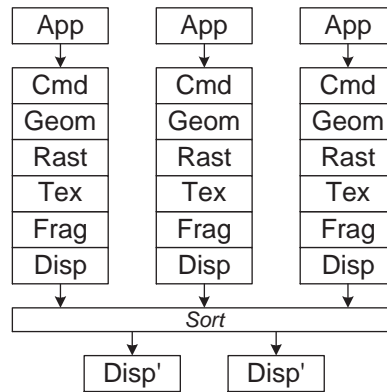 App App App
Cmd Cmd Cmd
Geom Geom Geom
Rast Rast Rast
Tex Tex Tex
Frag Frag Frag
Disp Disp Disp
Sort
Disp' Disp'